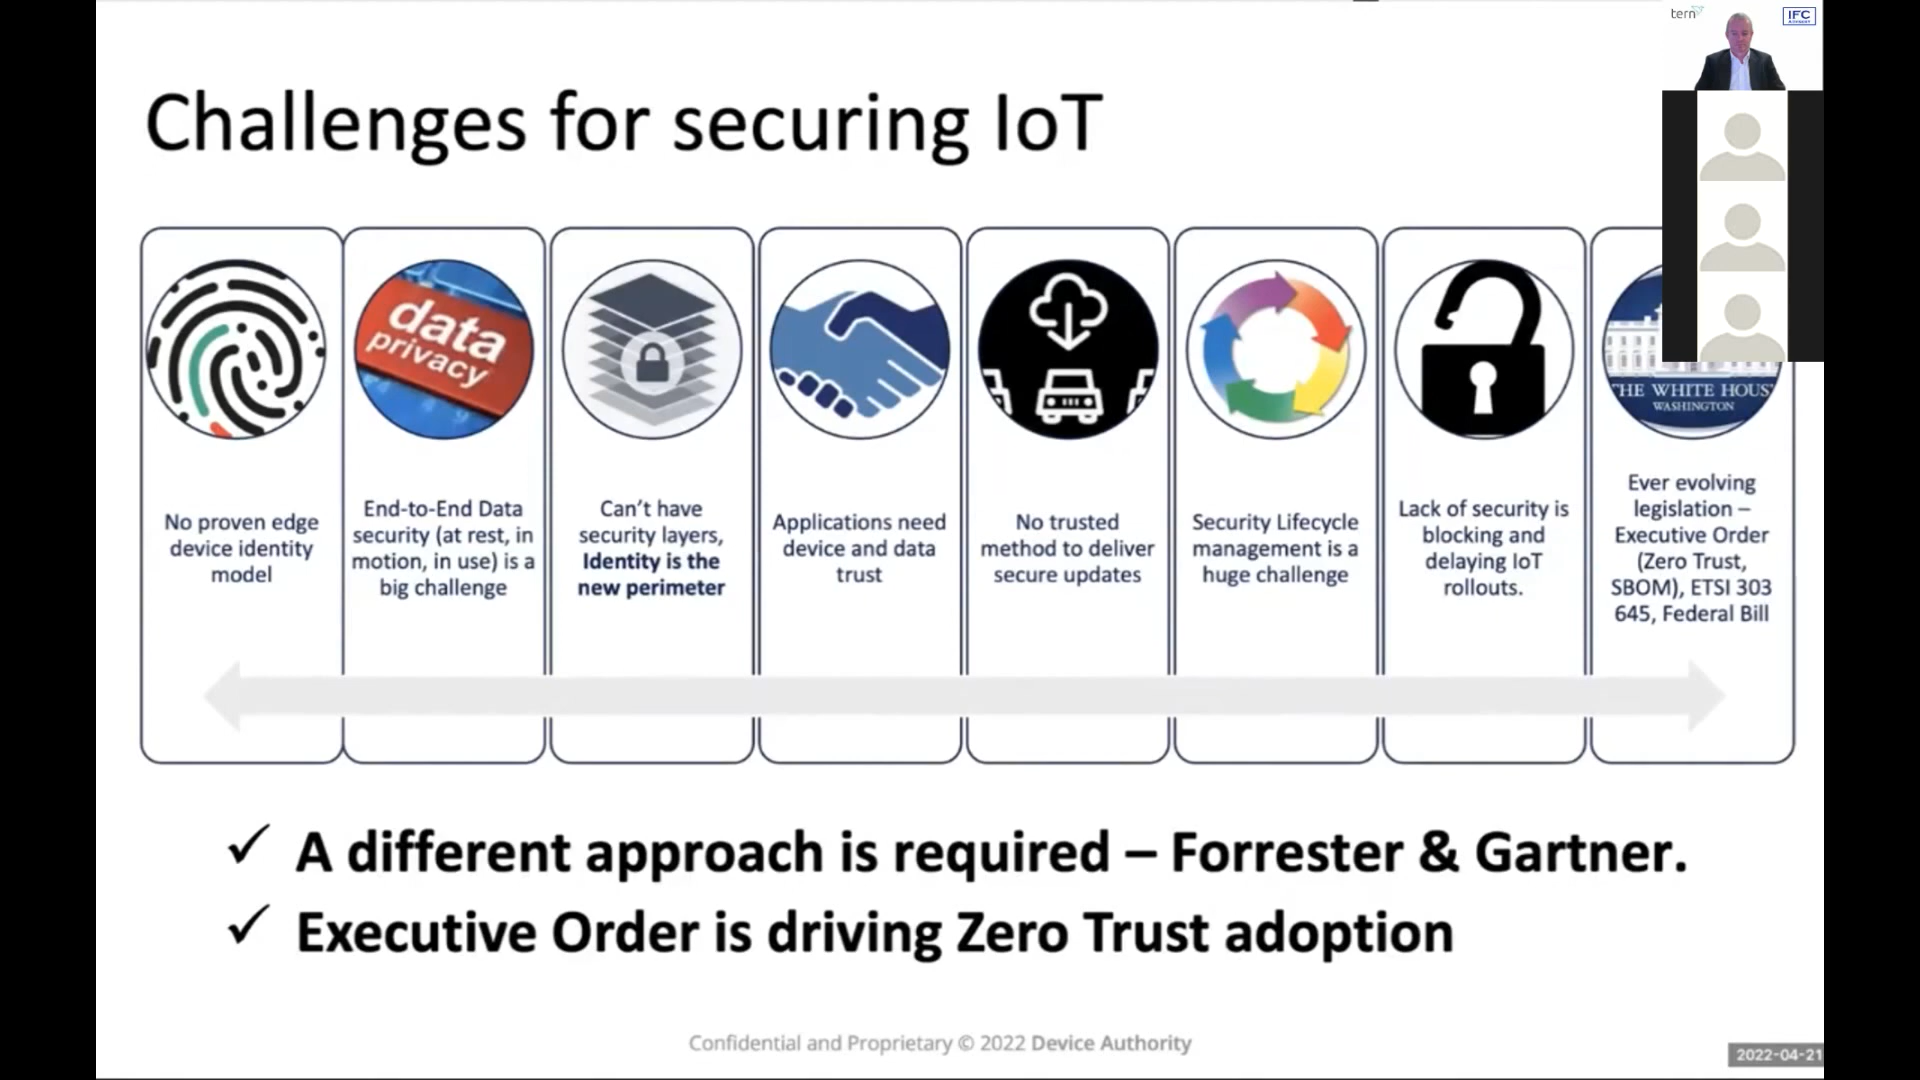 tern
IFC
Challenges for securing IoT
data
privacy
THE WHITE HOUS
WASHINGTON
No proven edge
device identity
model
End-to-End Data
security (at rest, in
motion, in use) is a
big challenge
Can't have
security layers,
Identity is the
new perimeter
Applications need
device and data
trust
No trusted
method to deliver
secure updates
Security Lifecycle
management is a
huge challenge
Lack of security is
blocking and
delaying IoT
rollouts.
Ever evolving
legislation –
Executive Order
(Zero Trust,
SBOM), ETSI 303
645, Federal Bill
✓ A different approach is required – Forrester & Gartner.
✓ Executive Order is driving Zero Trust adoption
Confidential and Proprietary © 2022 Device Authority
2022-04-21